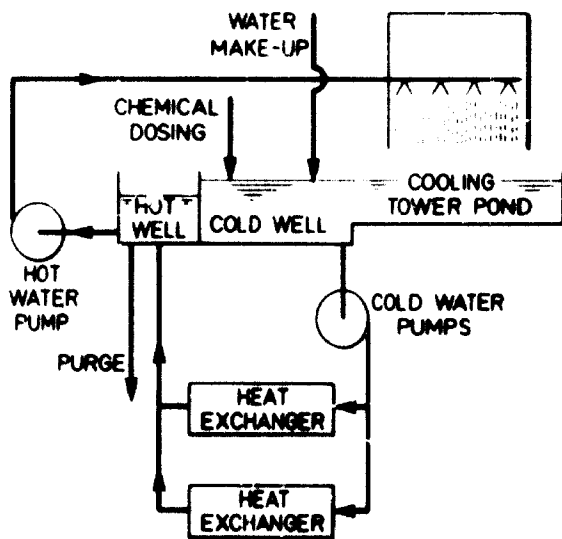 WATER
MAKE-UP
CHEMICAL
DOSING
HOT
WELL
COLD WELL
COOLING
TOWER POND
HOT
WATER
PUMP
COLD WATER
PUMPS
PURGE
HEAT
EXCHANGER
HEAT
EXCHANGER